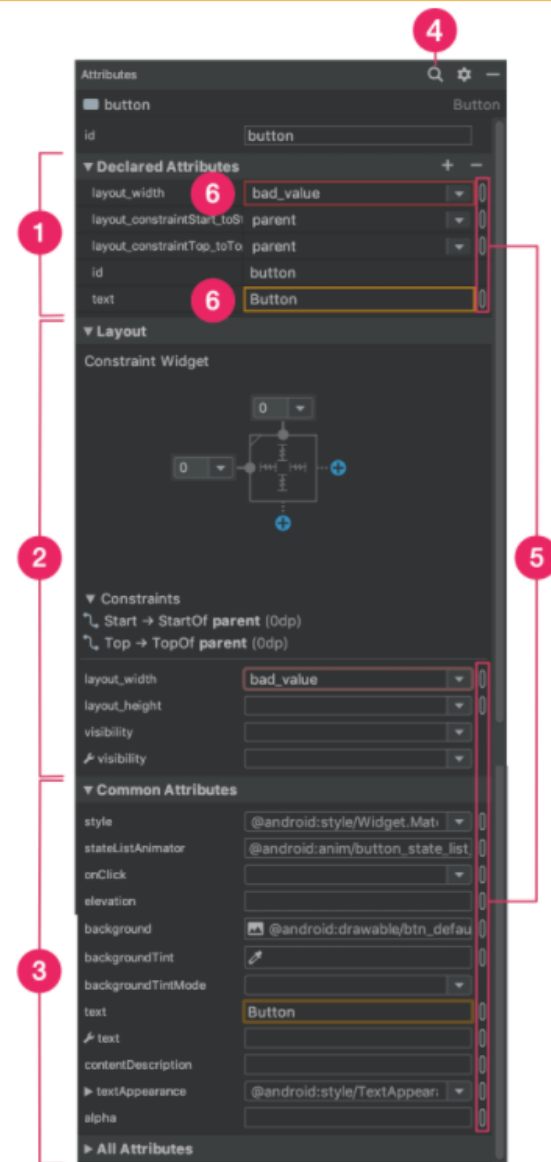 4
Attributes
button Button
id button
1
▼ Declared Attributes + −
layout_width 6 bad_value
layout_constraintStart_toSt parent
layout_constraintTop_toTo parent
id button
text 6 Button
2
▼ Layout
Constraint Widget
0
0
5
▼ Constraints
Start → StartOf parent (0dp)
Top → TopOf parent (0dp)
layout_width bad_value
layout_height
visibility
visibility
3
▼ Common Attributes
style @android:style/Widget.Mat
stateListAnimator @android:anim/button_state_list_
onClick
elevation
background @android:drawable/btn_defau
backgroundTint
backgroundTintMode
text Button
text
contentDescription
▶ textAppearance @android:style/TextAppear
alpha
▶ All Attributes